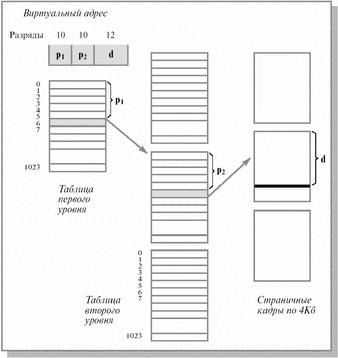 Виртуальный адрес
Разряды 10 10 12
p1 p2 d
0
1
2
3
4
5
6
7
1023
p1
Таблица
первого
уровня
p2
d
0
1
2
3
4
5
6
7
1023
Таблица
второго
уровня
Страничные
кадры по 4Кб